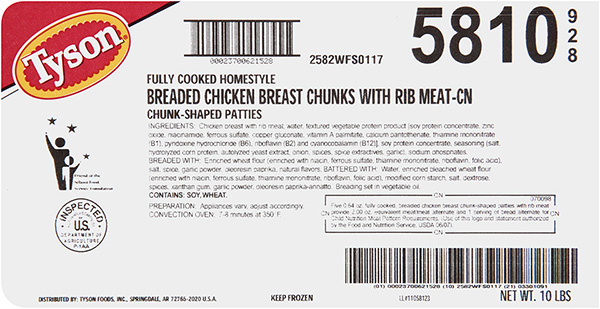 Tyson
00023700621528
2582WFS0117
5810
928
FULLY COOKED HOMESTYLE
BREADED CHICKEN BREAST CHUNKS WITH RIB MEAT-CN
CHUNK-SHAPED PATTIES
INGREDIENTS: Chicken breast with rib meat, water, textured vegetable protein product (soy protein concentrate, zinc
oxide, niacinamide, ferrous sulfate, copper gluconate, vitamin A palmitate, calcium pantothenate, thiamine mononitrate
(B1), pyridoxine hydrochloride (B6), riboflavin (B2) and cyanocobalamin (B12)), soy protein concentrate, seasoning (salt,
hydrolyzed corn protein, autolyzed yeast extract, onion, spices, spice extractives, garlic), sodium phosphates.
BREADED WITH: Enriched wheat flour (enriched with niacin, ferrous sulfate, thiamine mononitrate, riboflavin, folic acid),
salt, spice, garlic powder, oleoresin paprika, natural flavors. BATTERED WITH: Water, enriched bleached wheat flour
(enriched with niacin, ferrous sulfate, thiamine mononitrate, riboflavin, folic acid), modified corn starch, salt, dextrose,
spices, xanthan gum, garlic powder, oleoresin paprika-annatto. Breading set in vegetable oil.
CONTAINS: SOY, WHEAT.
PREPARATION: Appliances vary, adjust accordingly.
CONVECTION OVEN: 7-8 minutes at 350°F.
CN
070098
Five 0.64 oz. fully cooked, breaded chicken breast chunk-shaped patties with rib meat
CN
provide 2.00 oz. equivalent meat/meat alternate and 1 serving of bread alternate for
CN
Child Nutrition Meal Pattern Requirements. (Use of this logo and statement authorized
by the Food and Nutrition Service, USDA 06/07).
CN
INSPECTED
U.S.
DEPARTMENT OF
AGRICULTURE
P-1AA
(01) 00023700621528 (10) 2582WFS0117 (21) 03301091
DISTRIBUTED BY: TYSON FOODS, INC., SPRINGDALE, AR 72765-2020 U.S.A.
KEEP FROZEN
LL#11058123
NET WT. 10 LBS